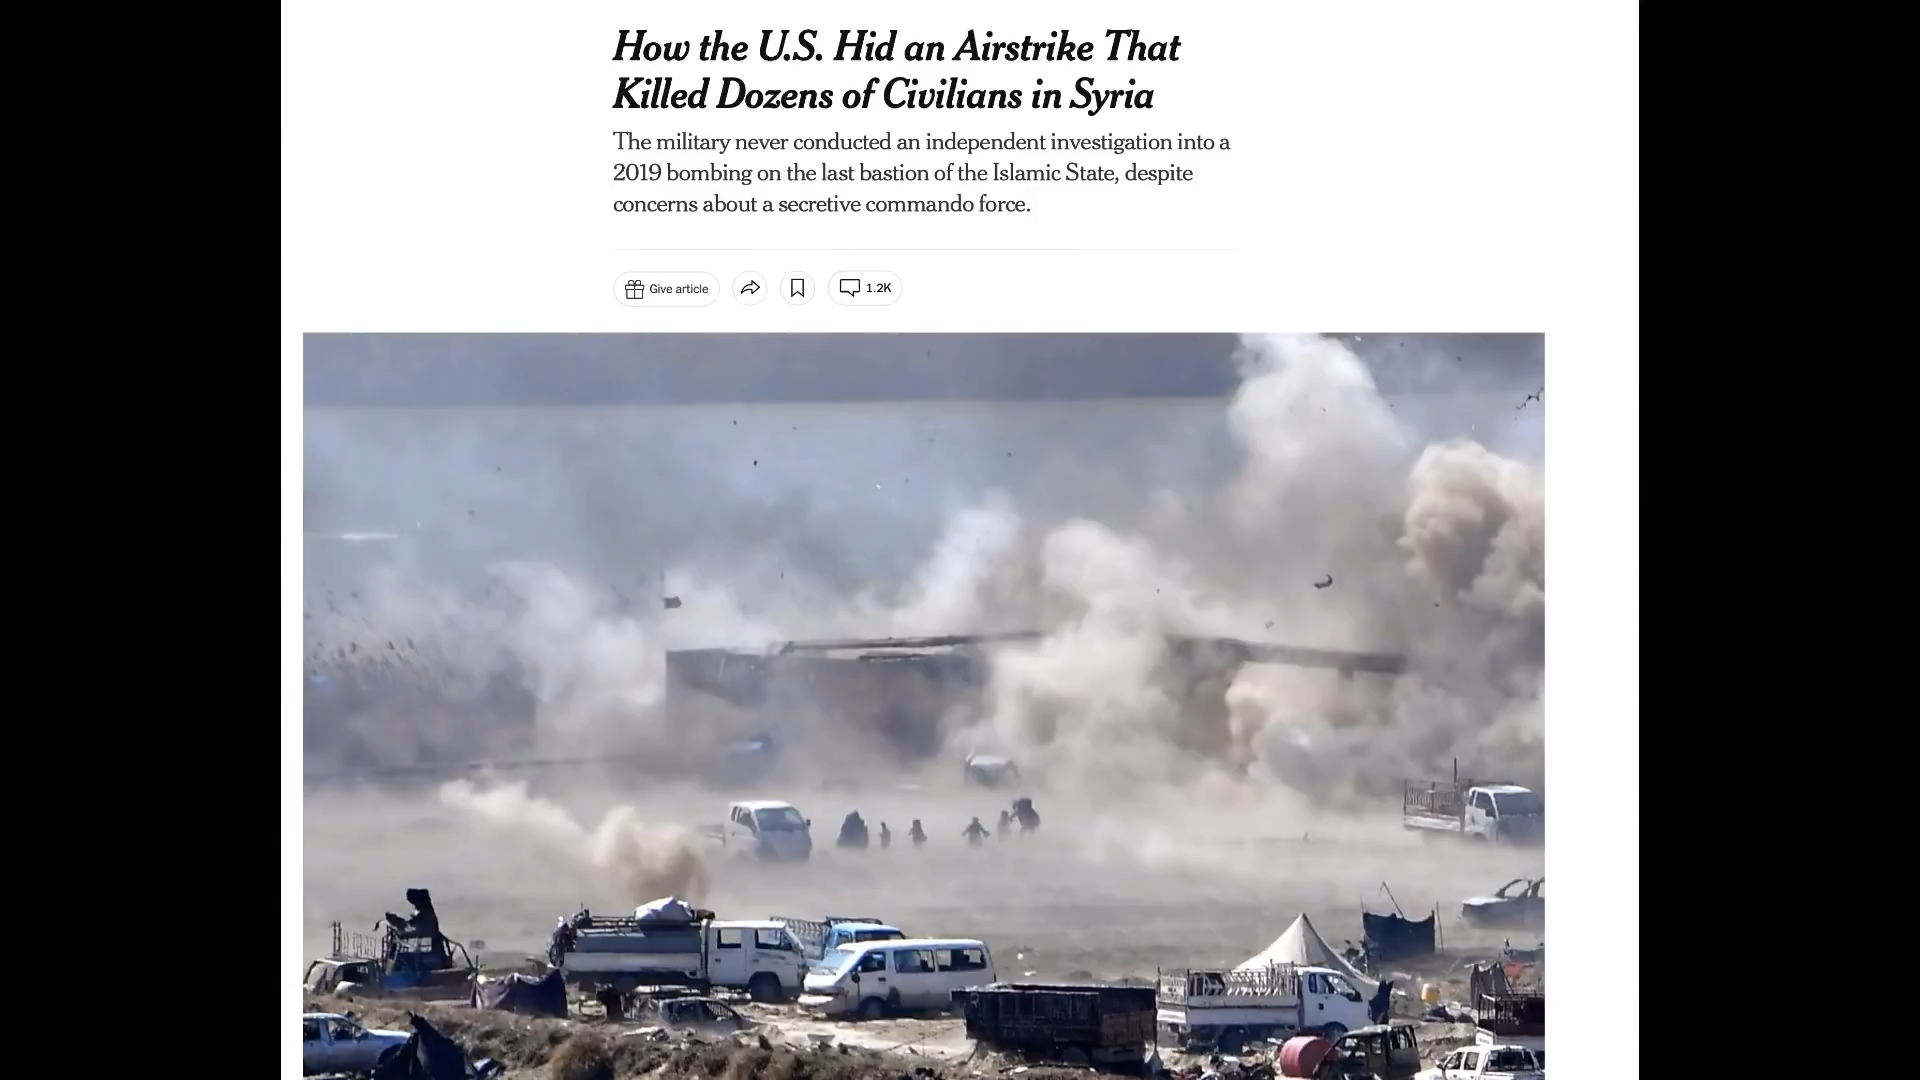 How the U.S. Hid an Airstrike That
Killed Dozens of Civilians in Syria
The military never conducted an independent investigation into a
2019 bombing on the last bastion of the Islamic State, despite
concerns about a secretive commando force.
Give article
1.2K